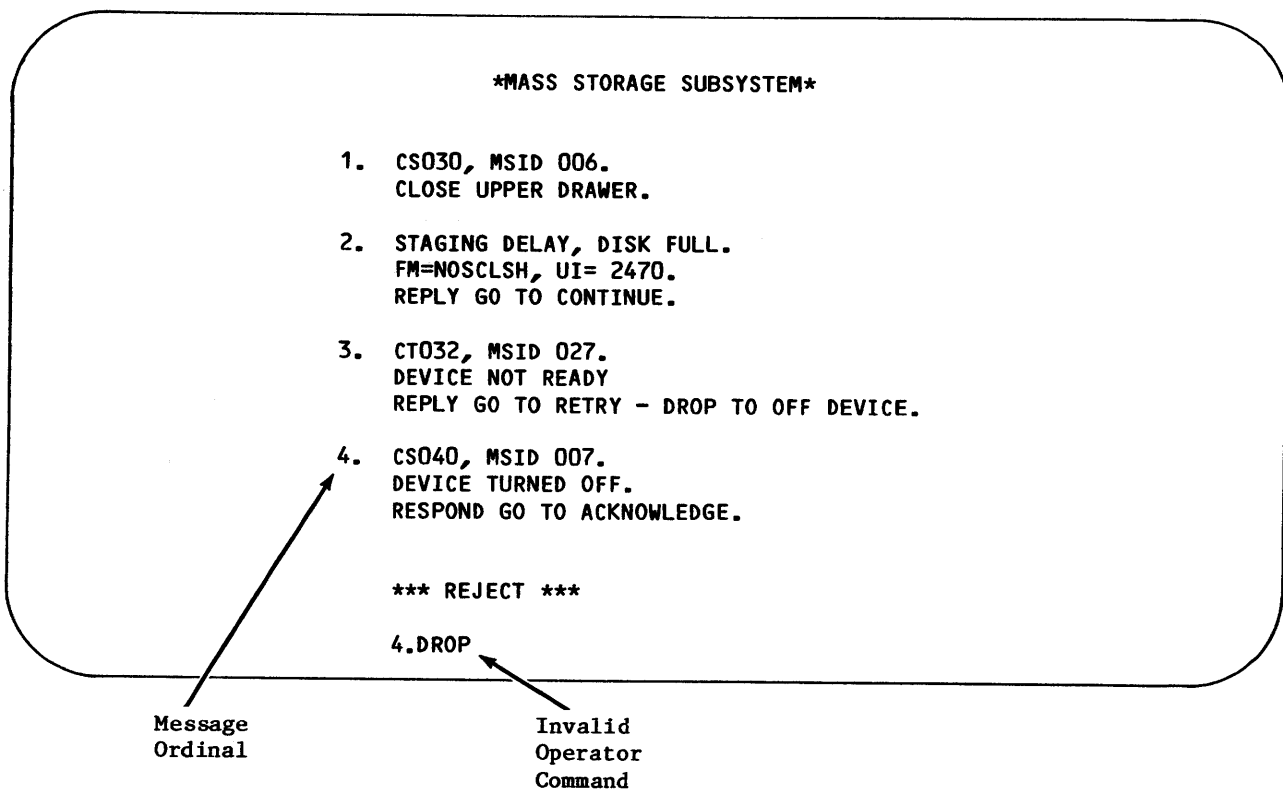 *MASS STORAGE SUBSYSTEM*
1. CS030, MSID 006.
CLOSE UPPER DRAWER.
2. STAGING DELAY, DISK FULL.
FM=NOSCLSH, UI= 2470.
REPLY GO TO CONTINUE.
3. CT032, MSID 027.
DEVICE NOT READY
REPLY GO TO RETRY - DROP TO OFF DEVICE.
4. CS040, MSID 007.
DEVICE TURNED OFF.
RESPOND GO TO ACKNOWLEDGE.
*** REJECT ***
4.DROP
Message
Ordinal
Invalid
Operator
Command